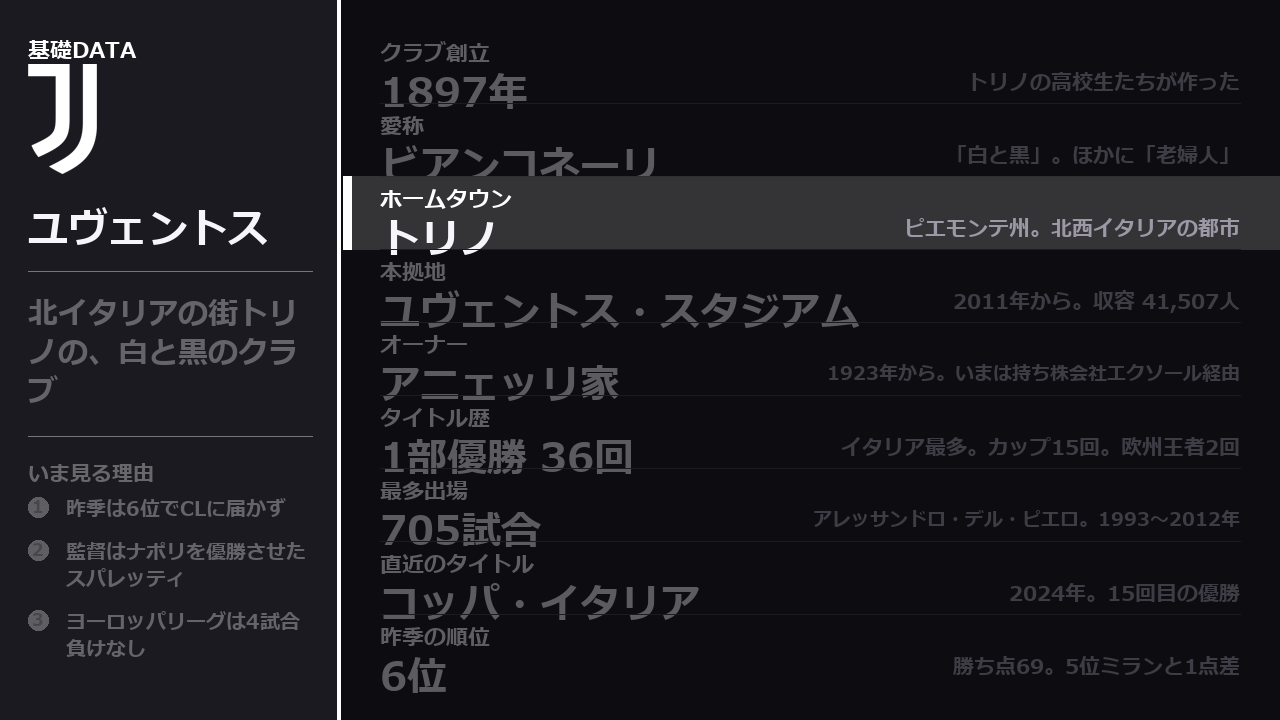 基礎DATA
ユヴェントス
北イタリアの街トリ
ノの、白と黒のクラ
ブ
いま見る理由
1 昨季は6位でCLに届かず
2 監督はナポリを優勝させた
スパレッティ
3 ヨーロッパリーグは4試合
負けなし
クラブ創立
1897年 トリノの高校生たちが作った
愛称
ビアンコネーリ 「白と黒」。ほかに「老婦人」
ホームタウン
トリノ ピエモンテ州。北西イタリアの都市
本拠地
ユヴェントス・スタジアム 2011年から。収容 41,507人
オーナー
アニェッリ家 1923年から。いまは持ち株会社エクソール経由
タイトル歴
1部優勝 36回 イタリア最多。カップ15回。欧州王者2回
最多出場
705試合 アレッサンドロ・デル・ピエロ。1993〜2012年
直近のタイトル
コッパ・イタリア 2024年。15回目の優勝
昨季の順位
6位 勝ち点69。5位ミランと1点差